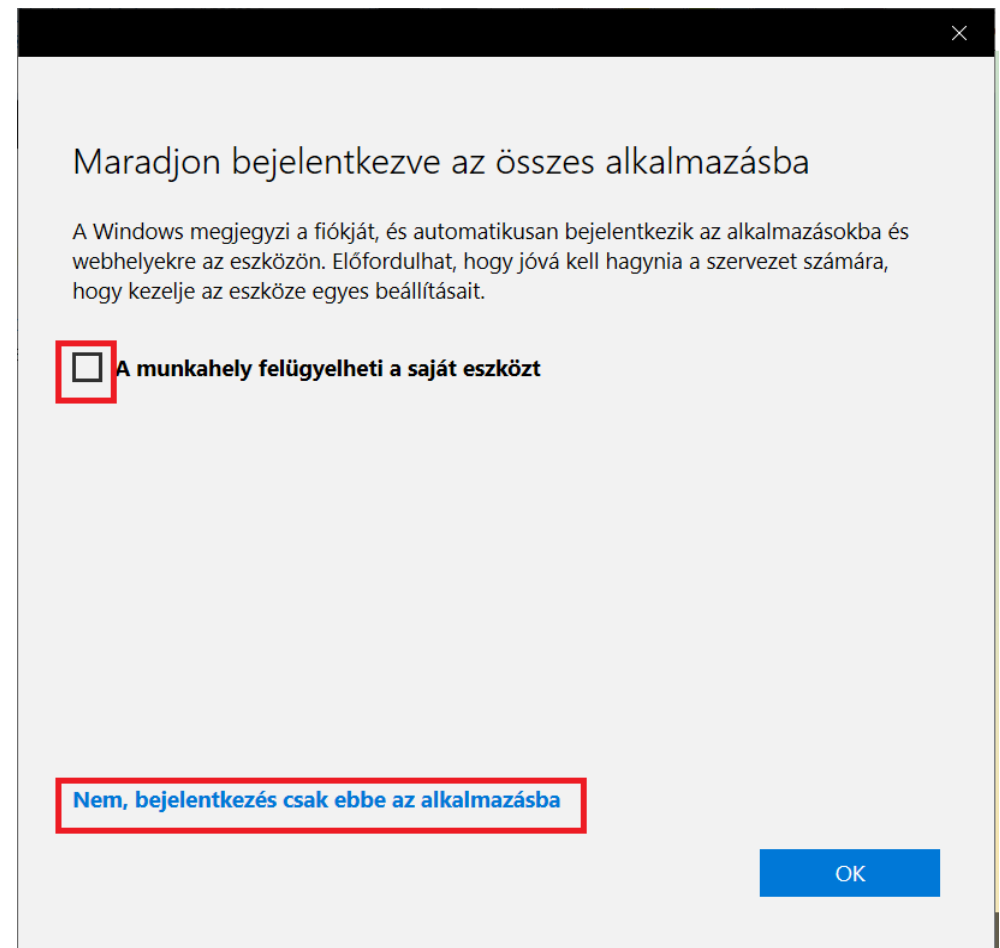 Maradjon bejelentkezve az összes alkalmazásba
A Windows megjegyzi a fiókját, és automatikusan bejelentkezik az alkalmazásokba és
webhelyekre az eszközön. Előfordulhat, hogy jóvá kell hagynia a szervezet számára,
hogy kezelje az eszköze egyes beállításait.
A munkahely felügyelheti a saját eszközt
Nem, bejelentkezés csak ebbe az alkalmazásba
OK